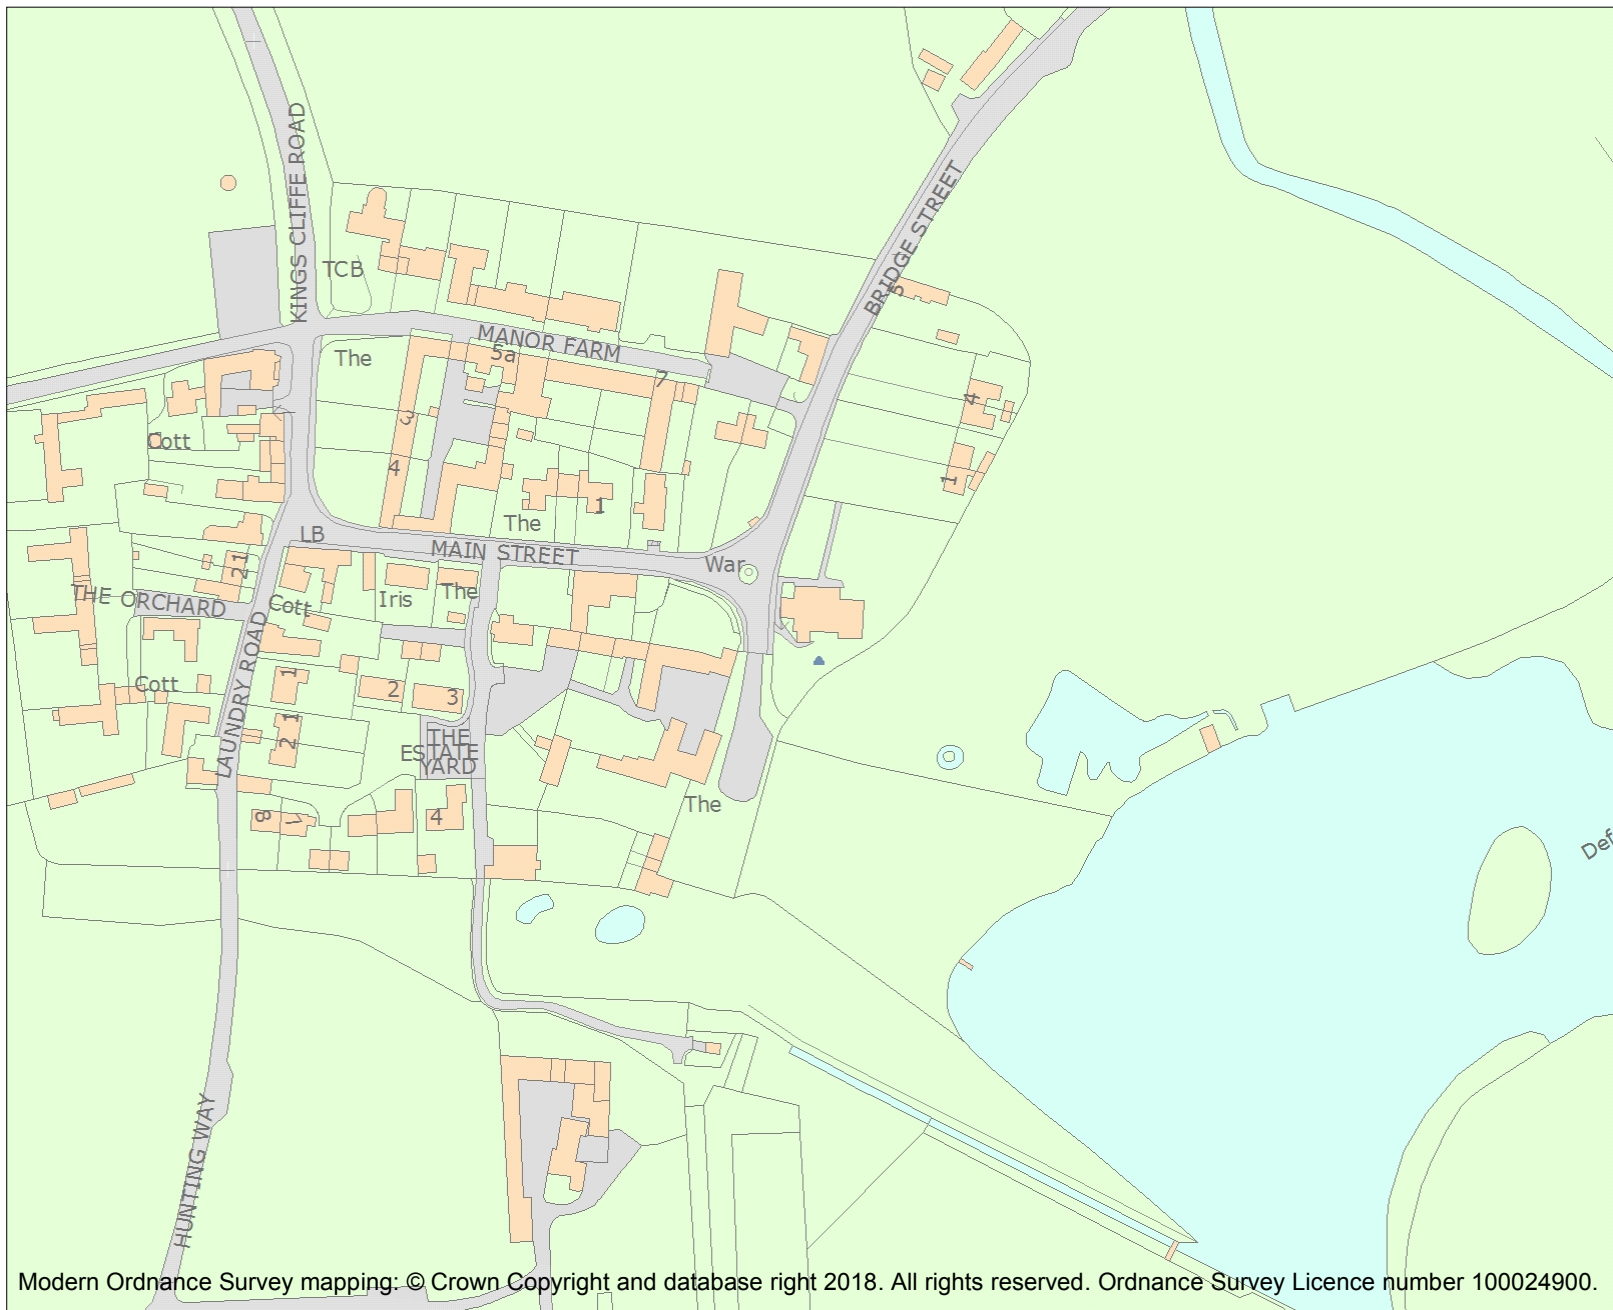 KINGS CLIFFE ROAD
BRIDGE STREET
5
TCB
MANOR FARM
5a
7
The
3
4
4
1
Cott
1
The
LB
MAIN STREET
War
21
THE ORCHARD
Cott
Iris
The
LAUNDRY ROAD
1
2
3
Cott
1
2
THE
ESTATE
YARD
The
8
7
4
Def
HUNTING WAY
Modern Ordnance Survey mapping: © Crown Copyright and database right 2018. All rights reserved. Ordnance Survey Licence number 100024900.